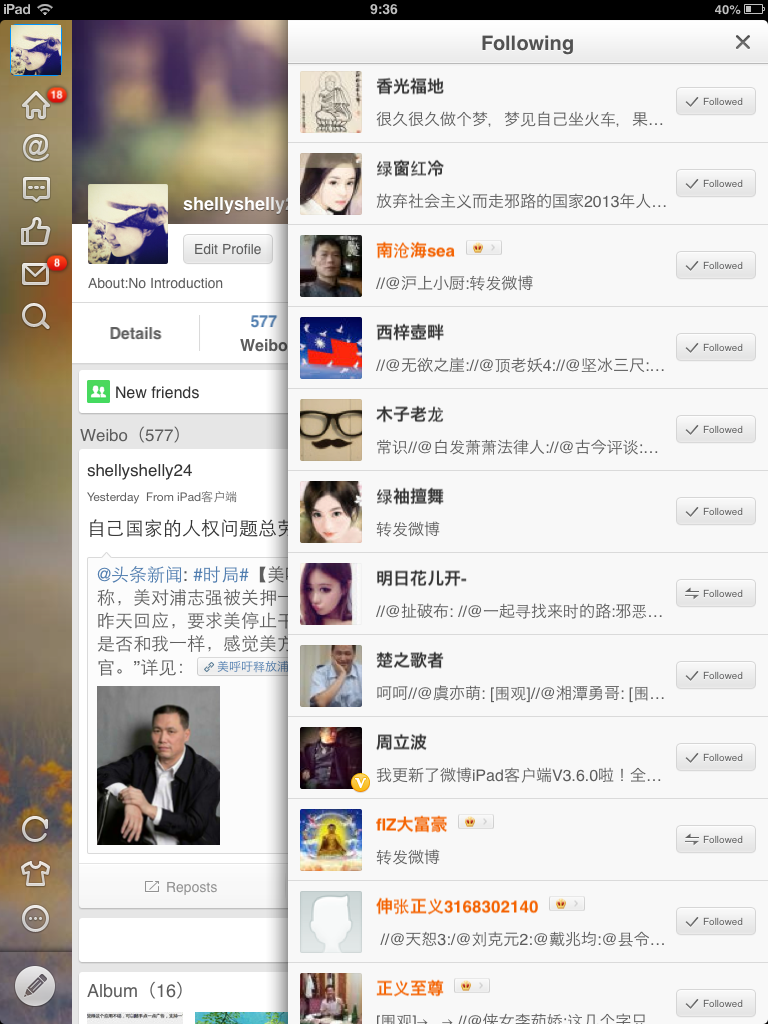 iPad
9:36
40%
18
8
shellyshelly2
Edit Profile
About:No Introduction
Details
577
Weibo
New friends
Weibo（577）
shellyshelly24
Yesterday From iPad客户端
自己国家的人权问题总
@头条新闻: #时局#【美
称，美对浦志强被关押一
昨天回应，要求美停止干
是否和我一样，感觉美方
官。”详见：
美呼吁释放浦
Reposts
Album（16）
Following
香光福地
很久很久做个梦，梦见自己坐火车，果…
Followed
绿窗红冷
放弃社会主义而走邪路的国家2013年人…
Followed
南沧海sea
//@沪上小厨:转发微博
Followed
西梓壶畔
//@无欲之崖://@顶老妖4://@坚冰三尺:…
Followed
木子老龙
常识//@白发萧萧法律人://@古今评谈:…
Followed
绿袖擅舞
转发微博
Followed
明日花儿开-
//@扯破布: //@一起寻找来时的路:邪恶…
Followed
楚之歌者
呵呵//@虞亦萌: [围观]//@湘潭勇哥: [围…
Followed
周立波
V
我更新了微博iPad客户端V3.6.0啦！全…
Followed
flZ大富豪
转发微博
Followed
伸张正义3168302140
//@天恕3:/@刘克元2:@戴兆均:@县令…
Followed
正义至尊
[围观]→_→ //@侠女李茹娇:这几个字只
Followed